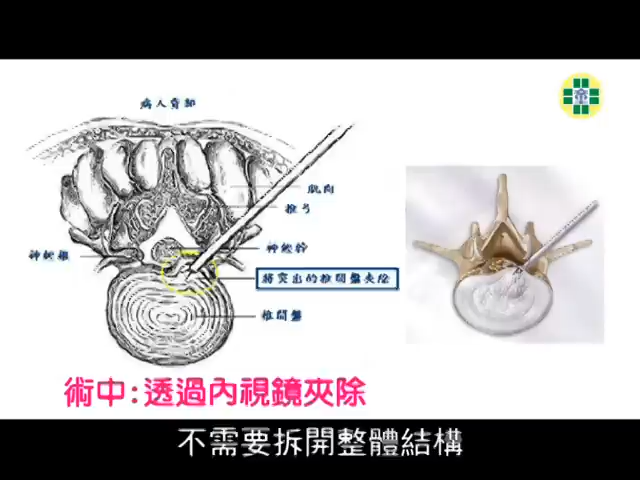 病人背部
肌肉
椎弓
神經根
神經幹
將突出的椎間盤夾除
椎間盤
術中:透過內視鏡夾除
不需要拆開整體結構